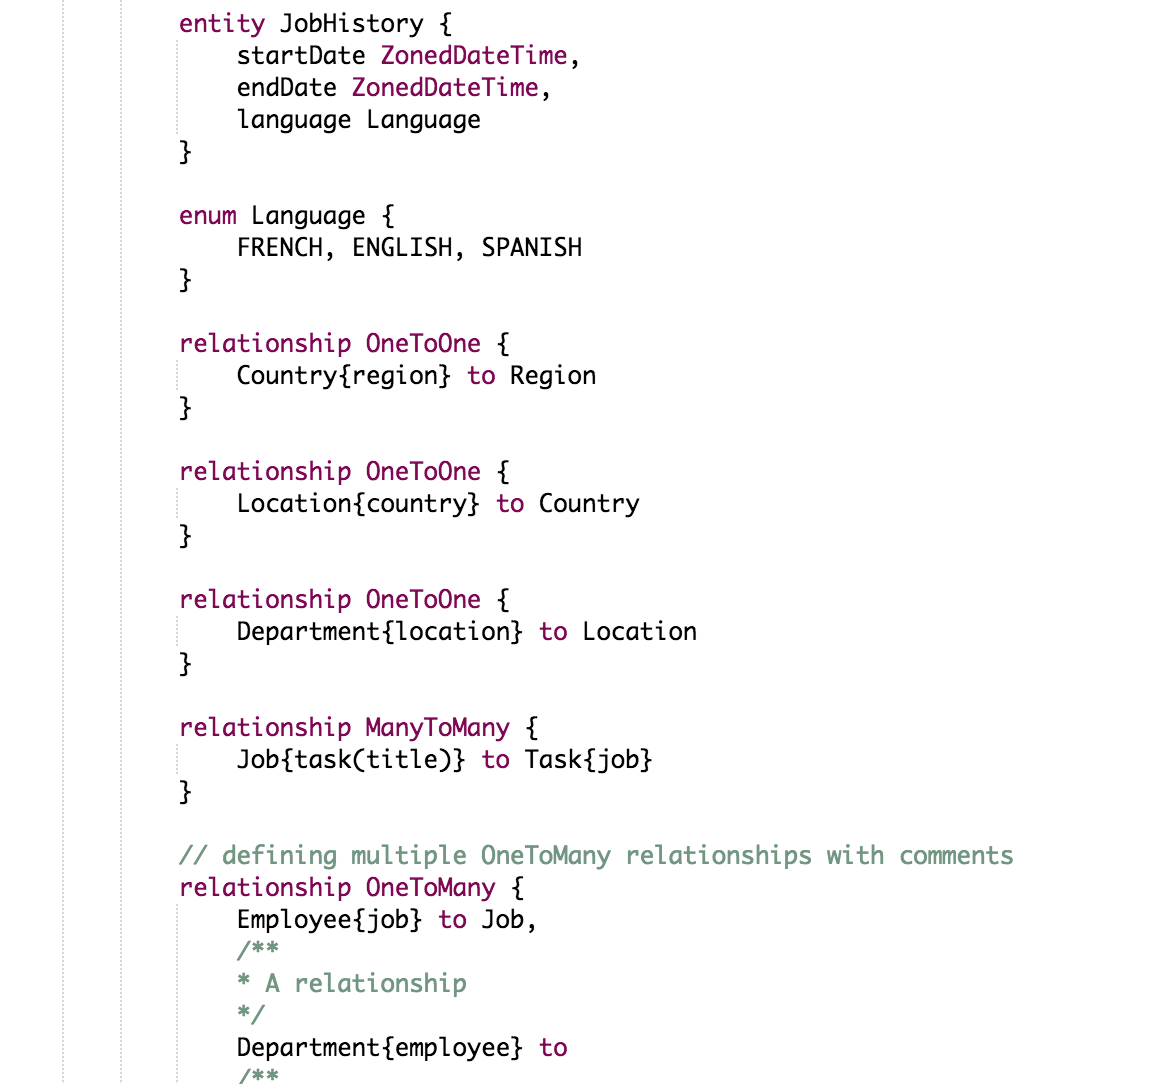 entity JobHistory {
    startDate ZonedDateTime,
    endDate ZonedDateTime,
    language Language
}
enum Language {
    FRENCH, ENGLISH, SPANISH
}
relationship OneToOne {
    Country{region} to Region
}
relationship OneToOne {
    Location{country} to Country
}
relationship OneToOne {
    Department{location} to Location
}
relationship ManyToMany {
    Job{task(title)} to Task{job}
}
// defining multiple OneToMany relationships with comments
relationship OneToMany {
    Employee{job} to Job,
    /**
    * A relationship
    */
    Department{employee} to
    /**